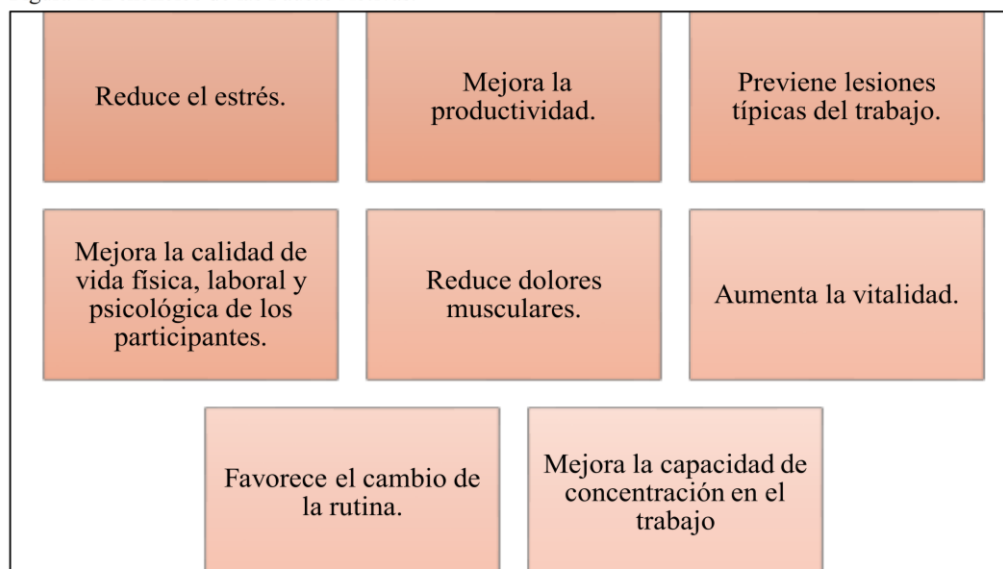 Reduce el estrés.
Mejora la
productividad.
Previene lesiones
típicas del trabajo.
Mejora la calidad de
vida física, laboral y
psicológica de los
participantes.
Reduce dolores
musculares.
Aumenta la vitalidad.
Favorece el cambio de
la rutina.
Mejora la capacidad de
concentración en el
trabajo